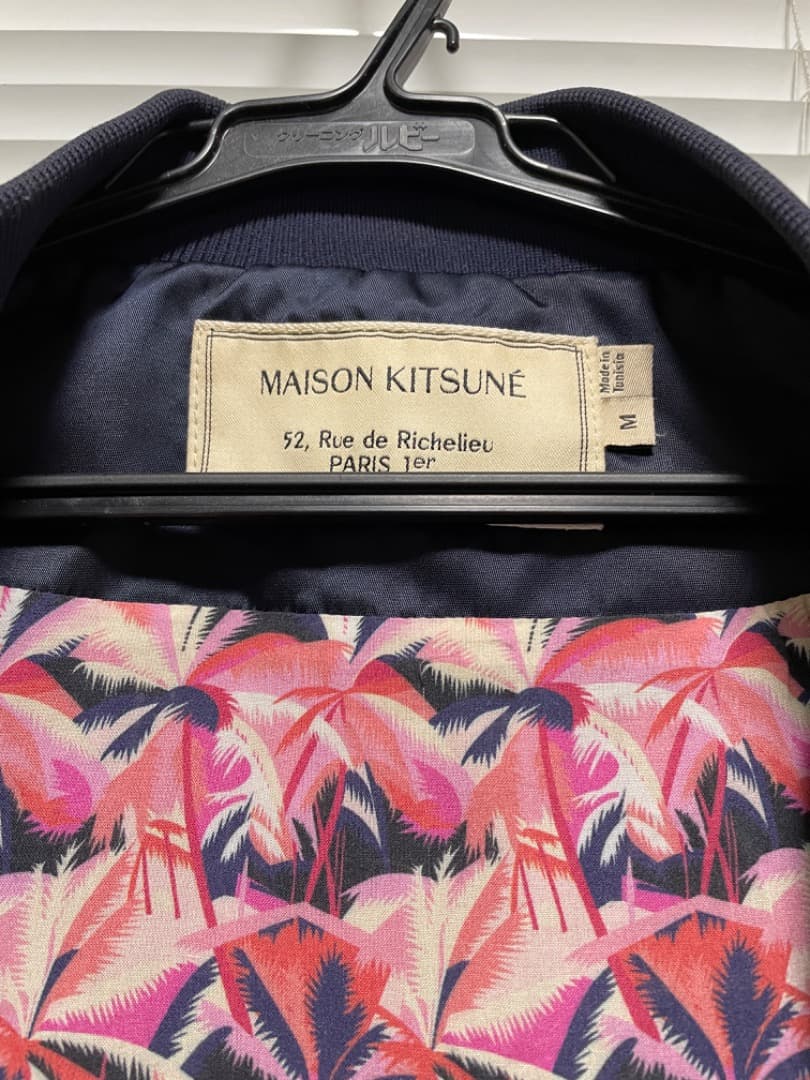 クリーニング ルビー
MAISON KITSUNÉ
52, Rue de Richelieu
PARIS 1er
Made in
Tunisia
M